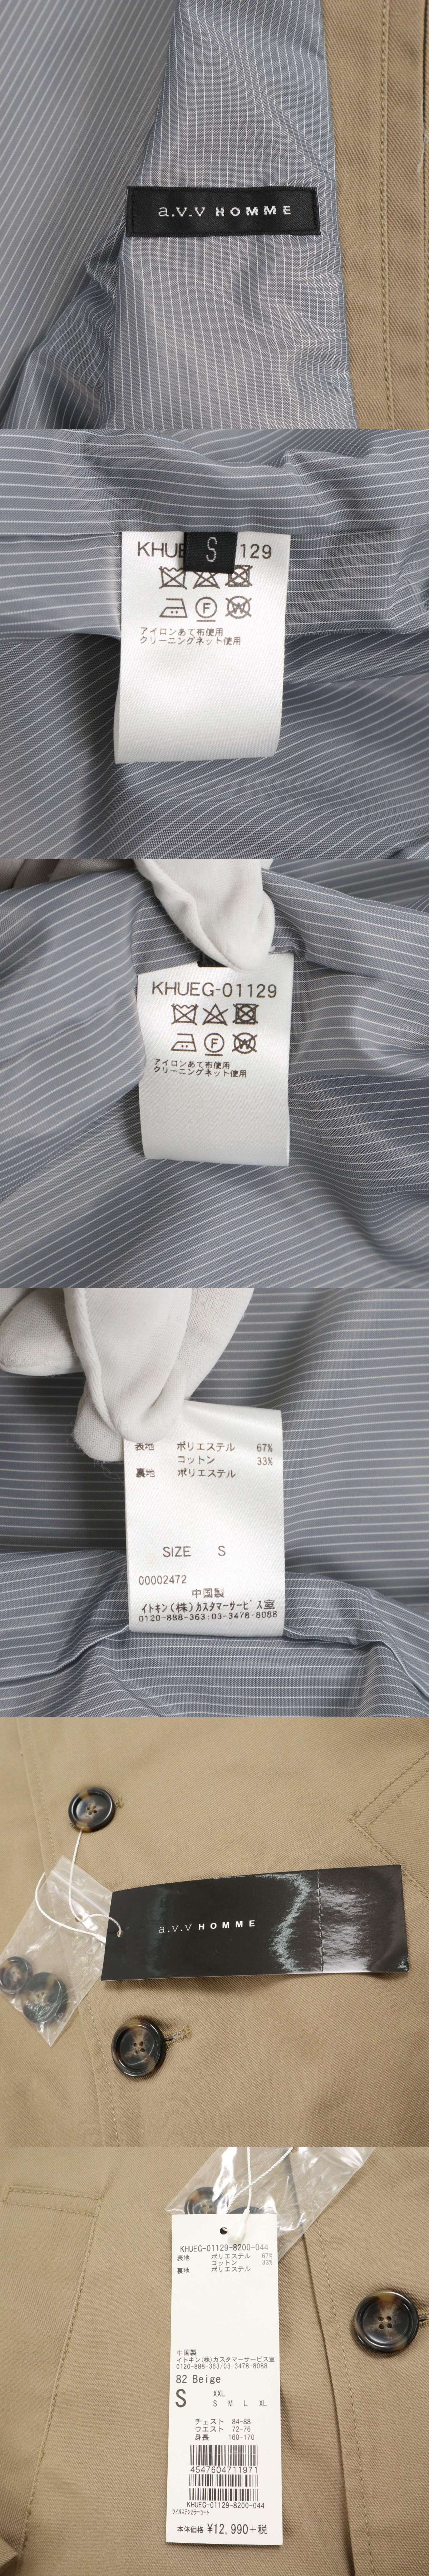 a.v.v HOMME
KHUE 129
S
アイロンあて布使用
クリーニングネット使用
KHUEG-01129
F
W
アイロンあて布使用
クリーニングネット使用
表地 ポリエステル 67%
コットン 33%
裏地 ポリエステル
SIZE S
00002472
中国製
イトキン(株)カスタマーサービス室
0120-888-363:03-3478-8088
a.v.v HOMME
KHUEG-01129-8200-044
表地 ポリエステル 67%
コットン 33%
裏地 ポリエステル
中国製
イトキン(株)カスタマーサービス室
0120-888-363/03-3478-8088
82 Beige
S XXL
S M L XL
チェスト 84-88
ウエスト 72-76
身長 160-170
4547604711971
KHUEG-01129-8200-044
本体価格 ¥12,990+税